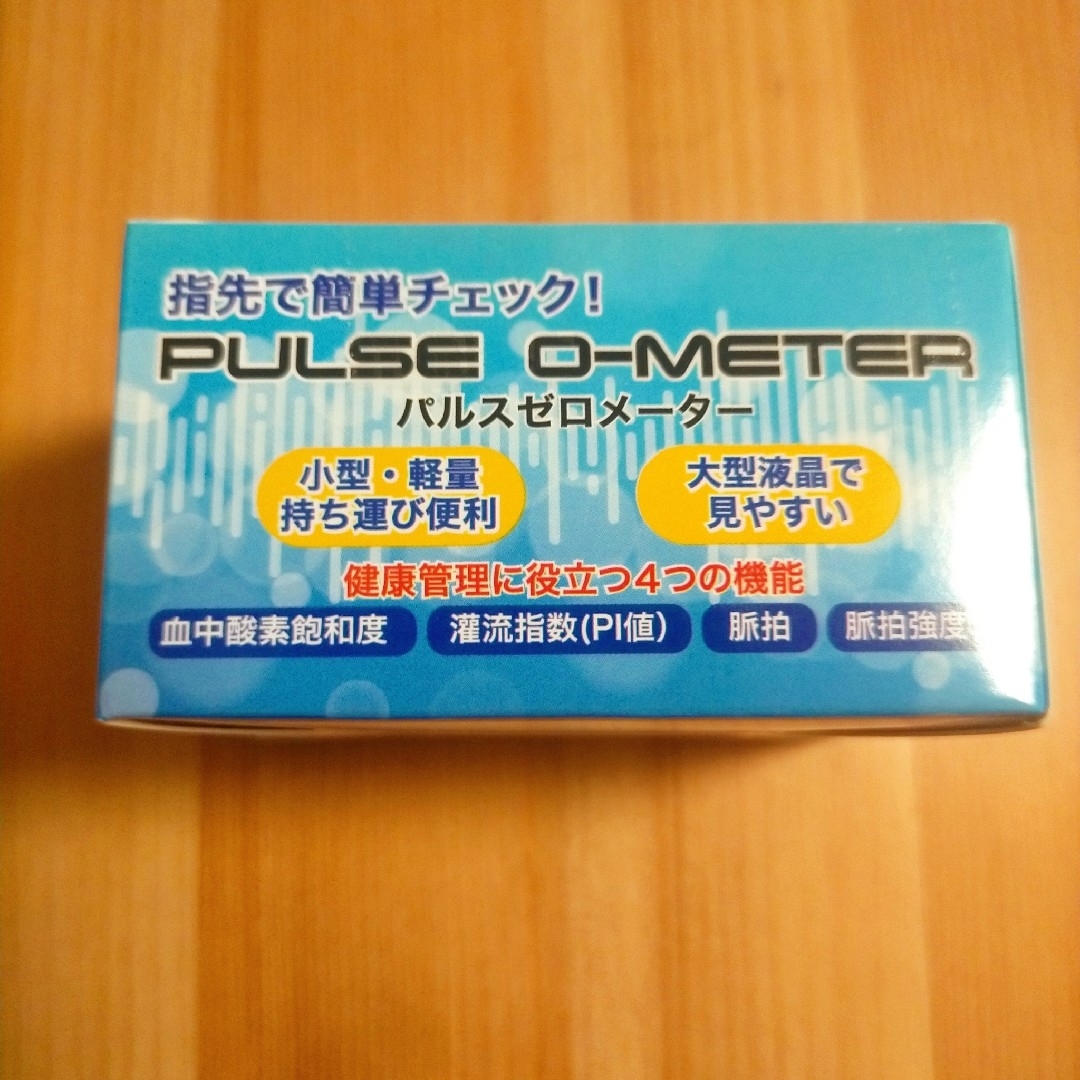 指先で簡単チェック!
PULSE O-METER
パルスゼロメーター
小型・軽量
持ち運び便利
大型液晶で
見やすい
健康管理に役立つ4つの機能
血中酸素飽和度 灌流指数(PI値) 脈拍 脈拍強度